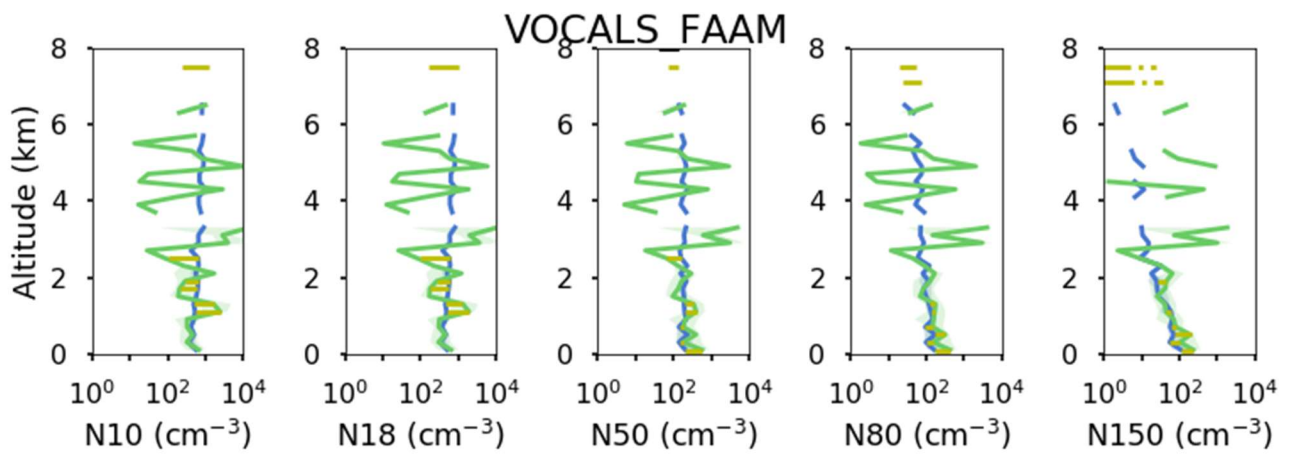 VOCALS_FAAM
Altitude (km)
8
6
4
2
0
10⁰ 10² 10⁴
N10 (cm⁻³)
8
6
4
2
0
10⁰ 10² 10⁴
N18 (cm⁻³)
8
6
4
2
0
10⁰ 10² 10⁴
N50 (cm⁻³)
8
6
4
2
0
10⁰ 10² 10⁴
N80 (cm⁻³)
8
6
4
2
0
10⁰ 10² 10⁴
N150 (cm⁻³)